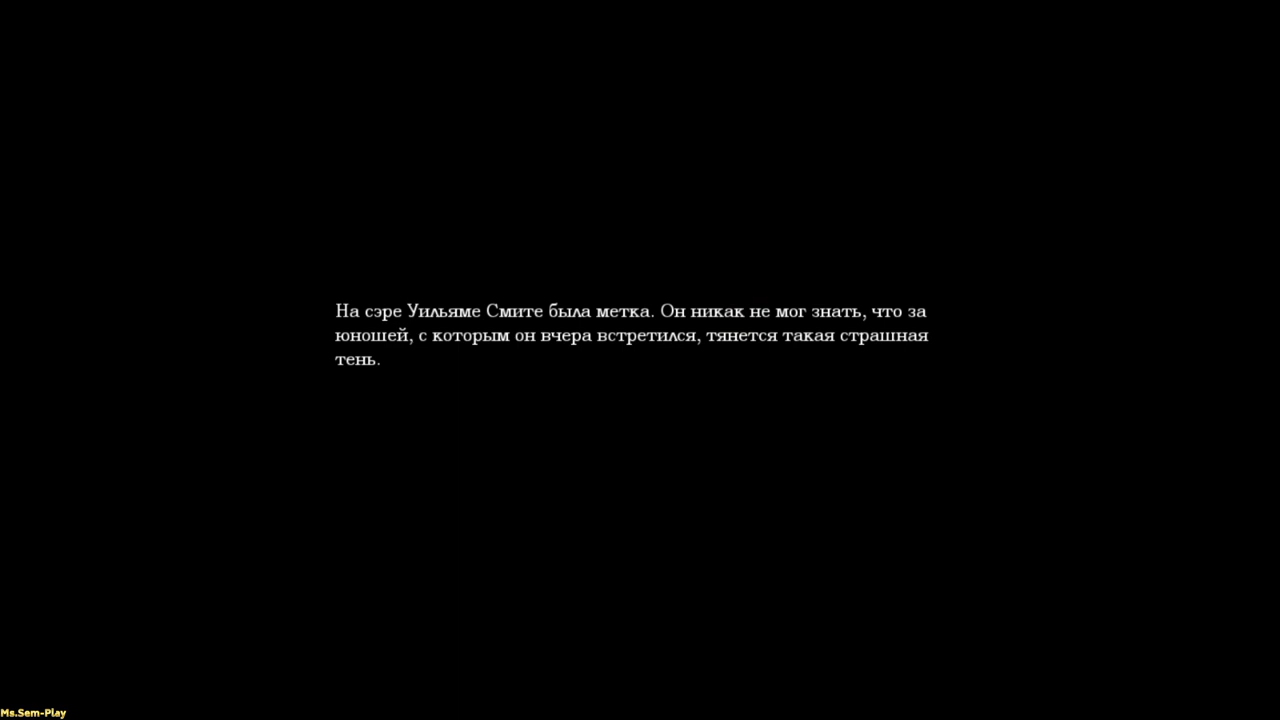 На сэре Уильяме Смите была метка. Он никак не мог знать, что за
юношей, с которым он вчера встретился, тянется такая страшная
тень.
Ms.Sem-Play